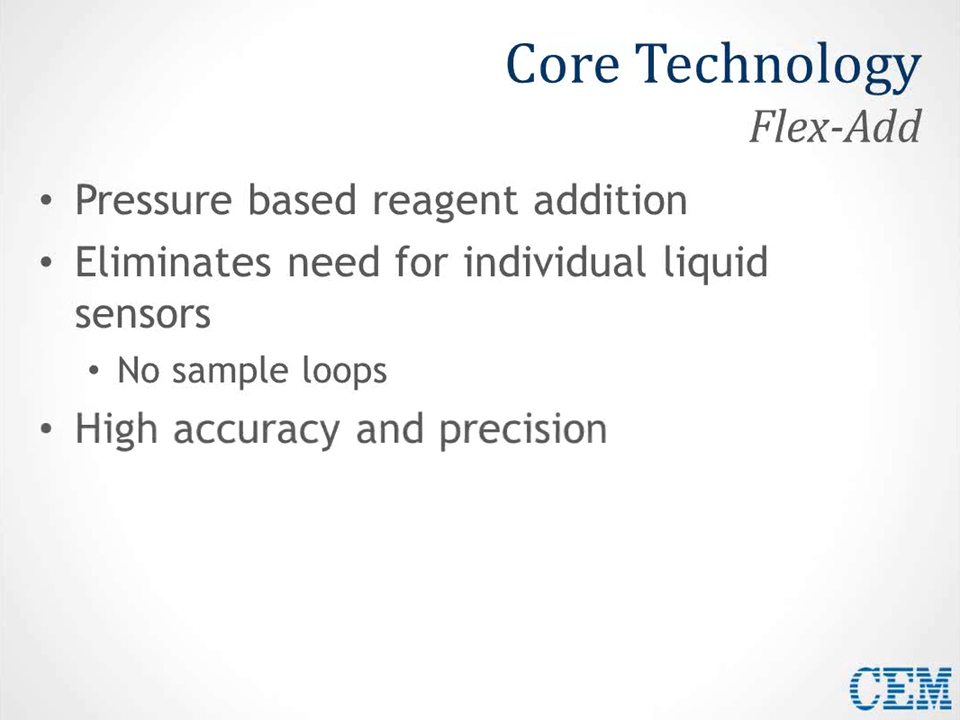 Core Technology
Flex-Add
• Pressure based reagent addition
• Eliminates need for individual liquid
sensors
• No sample loops
• High accuracy and precision
CEM